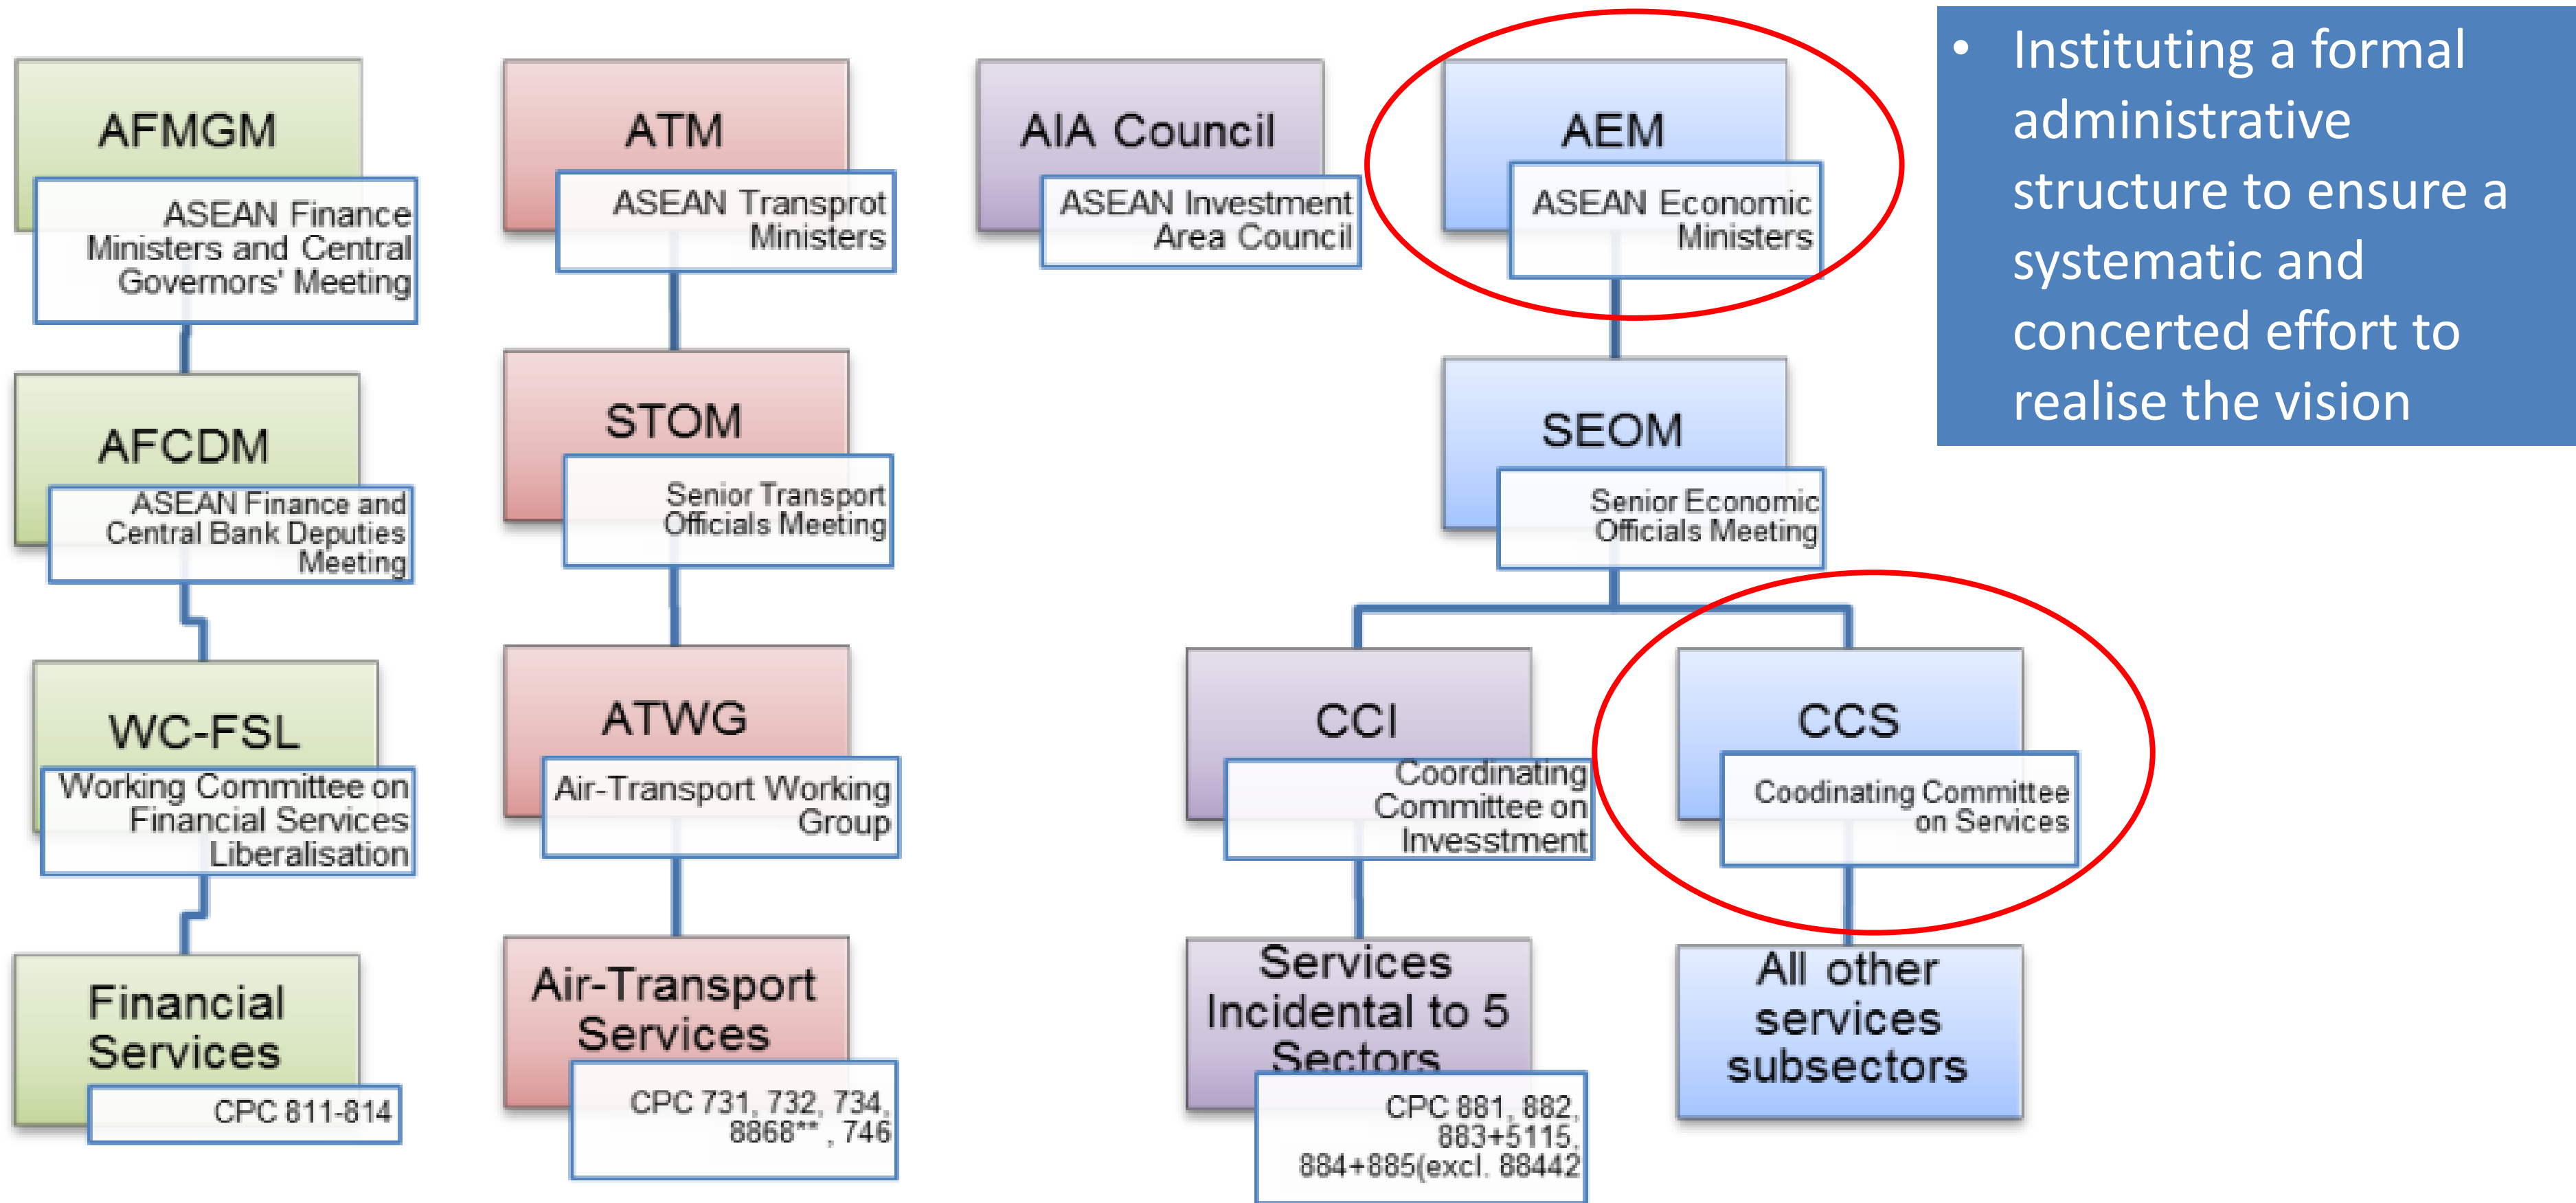 AFMGM
ASEAN Finance
Ministers and Central
Governors' Meeting
AFCDM
ASEAN Finance and
Central Bank Deputies
Meeting
WC-FSL
Working Committee on
Financial Services
Liberalisation
Financial
Services
CPC 811-814
ATM
ASEAN Transprot
Ministers
STOM
Senior Transport
Officials Meeting
ATWG
Air-Transport Working
Group
Air-Transport
Services
CPC 731, 732, 734,
8868** , 746
AIA Council
ASEAN Investment
Area Council
AEM
ASEAN Economic
Ministers
SEOM
Senior Economic
Officials Meeting
CCI
Coordinating
Committee on
Invesstment
Services
Incidental to 5
Sectors
CPC 881, 882,
883+5115,
884+885(excl. 88442
CCS
Coodinating Committee
on Services
All other
services
subsectors
• Instituting a formal
administrative
structure to ensure a
systematic and
concerted effort to
realise the vision